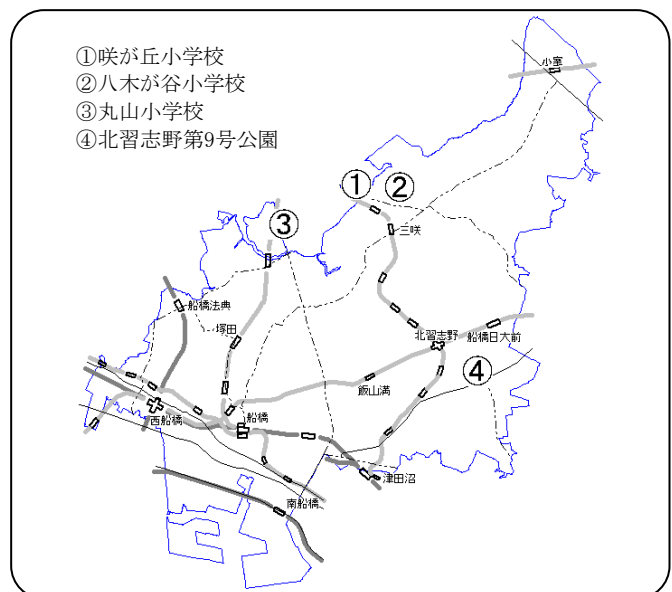 ①咲が丘小学校
②八木が谷小学校
③丸山小学校
④北習志野第9号公園
小室
①
②
三咲
③
船橋法典
塚田
北習志野
船橋日大前
飯山満
④
西船橋
船橋
津田沼
南船橋